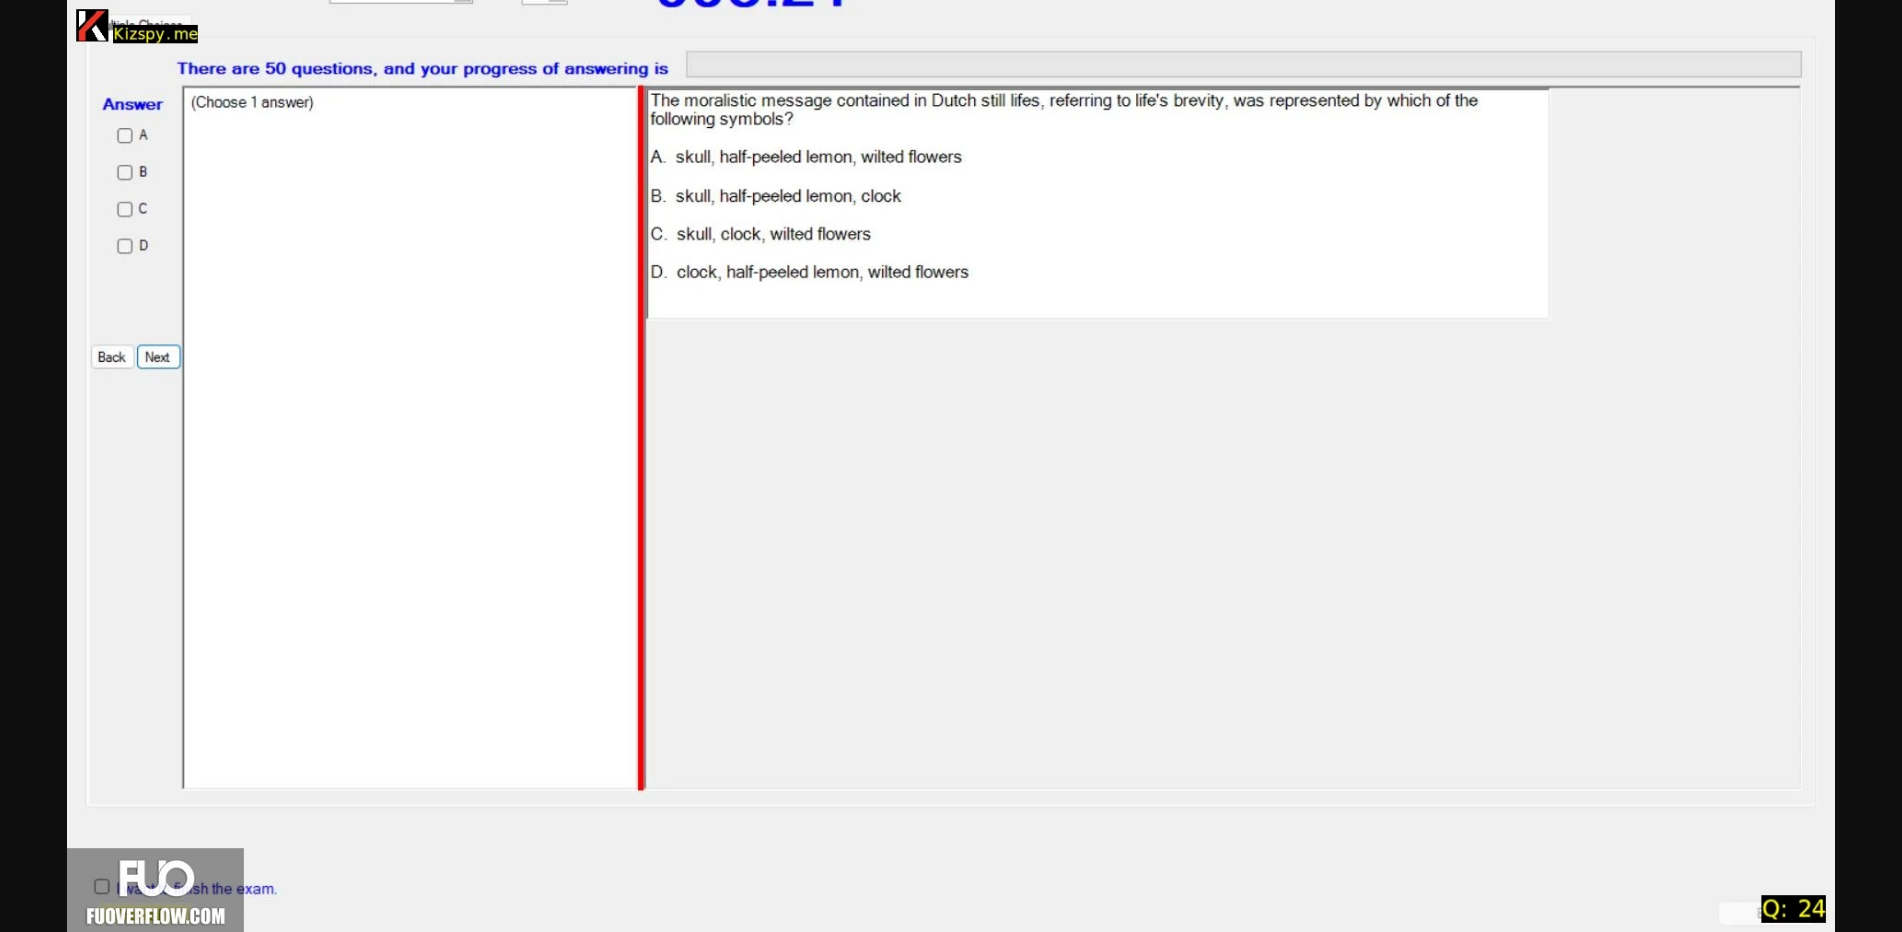 Kizspy.me
There are 50 questions, and your progress of answering is
Answer
(Choose 1 answer)
A
B
C
D
Back
Next
The moralistic message contained in Dutch still lifes, referring to life's brevity, was represented by which of the
following symbols?
A. skull, half-peeled lemon, wilted flowers
B. skull, half-peeled lemon, clock
C. skull, clock, wilted flowers
D. clock, half-peeled lemon, wilted flowers
FUO
the exam.
FUOVERFLOW.COM
Q: 24